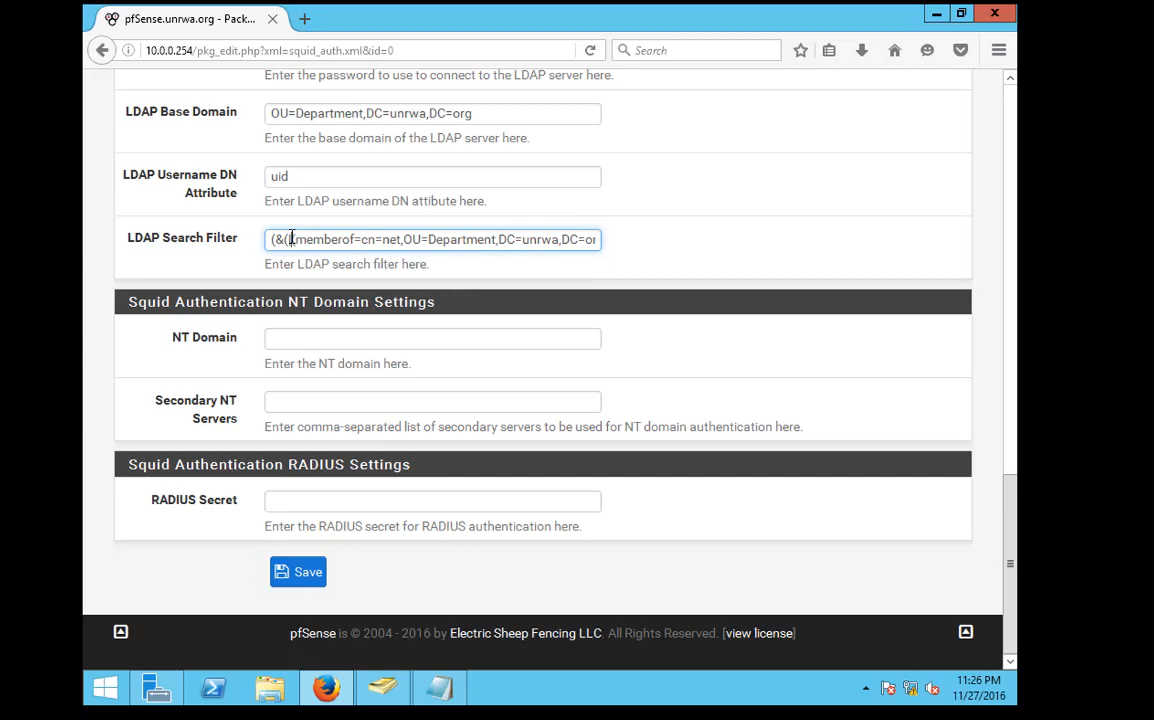 pfSense.unrwa.org - Pack...
10.0.0.254/pkg_edit.php?xml=squid_auth.xml&id=0
Search
Enter the password to use to connect to the LDAP server here.
LDAP Base Domain
OU=Department,DC=unrwa,DC=org
Enter the base domain of the LDAP server here.
LDAP Username DN
Attribute
uid
Enter LDAP username DN attibute here.
LDAP Search Filter
memberof=cn=net,OU=Department,DC=unrwa,DC=or
Enter LDAP search filter here.
Squid Authentication NT Domain Settings
NT Domain
Enter the NT domain here.
Secondary NT
Servers
Enter comma-separated list of secondary servers to be used for NT domain authentication here.
Squid Authentication RADIUS Settings
RADIUS Secret
Enter the RADIUS secret for RADIUS authentication here.
Save
pfSense is © 2004 - 2016 by Electric Sheep Fencing LLC. All Rights Reserved. [view license]
11:26 PM
11/27/2016